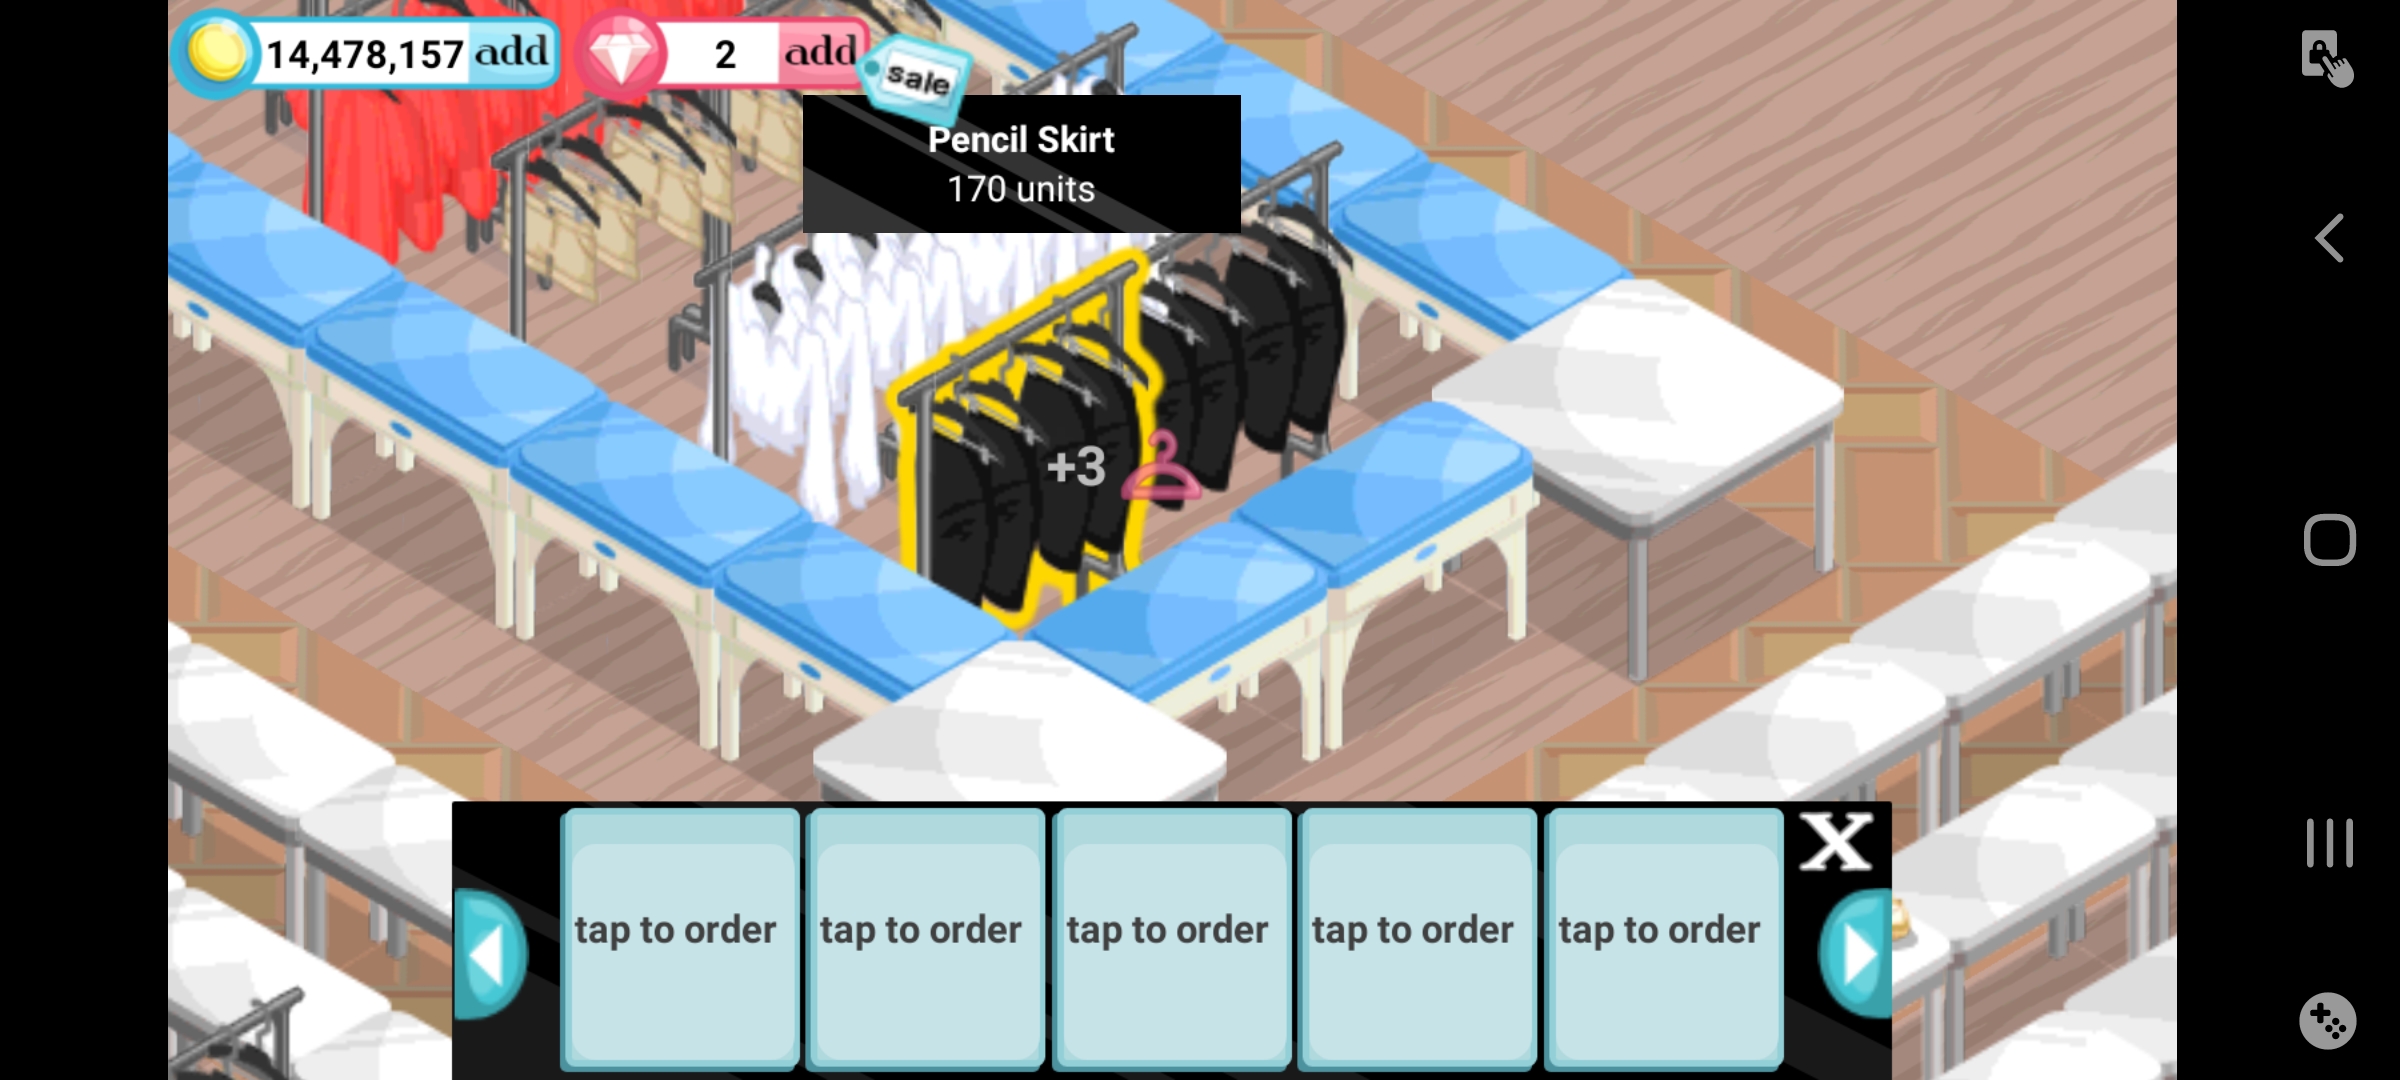 14,478,157 add
2 add
sale
Pencil Skirt
170 units
+3
X
tap to order
tap to order
tap to order
tap to order
tap to order